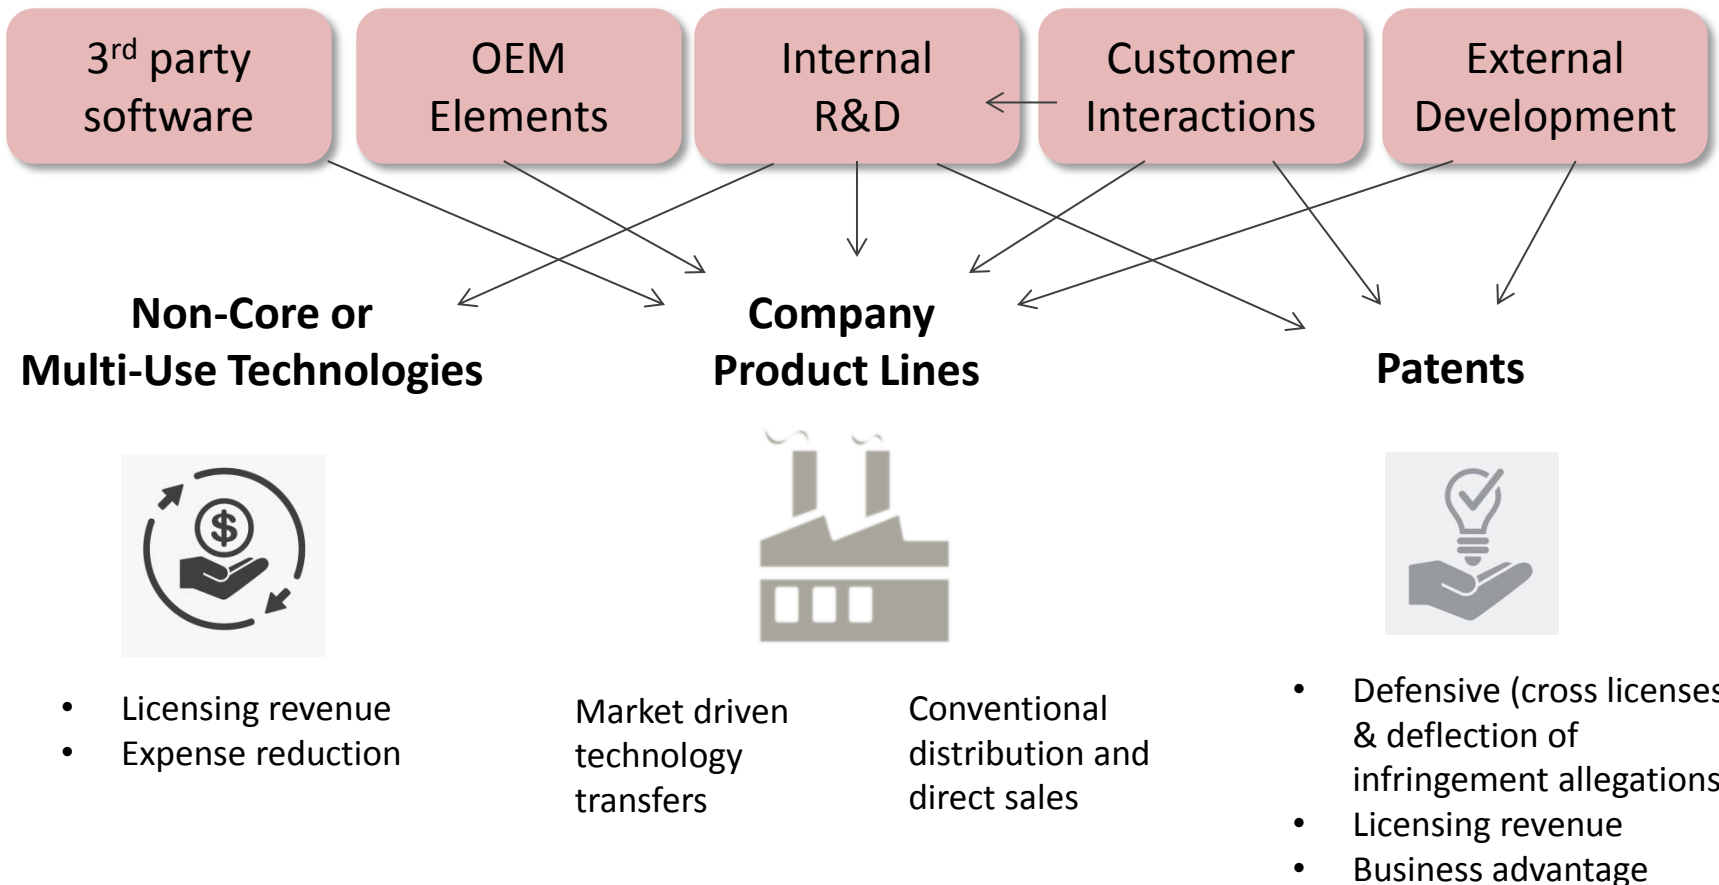 3rd party
software
OEM
Elements
Internal
R&D
Customer
Interactions
External
Development
Non-Core or
Multi-Use Technologies
Company
Product Lines
Patents
$
• Licensing revenue
• Expense reduction
Market driven
technology
transfers
Conventional
distribution and
direct sales
• Defensive (cross licenses
& deflection of
infringement allegations
• Licensing revenue
• Business advantage